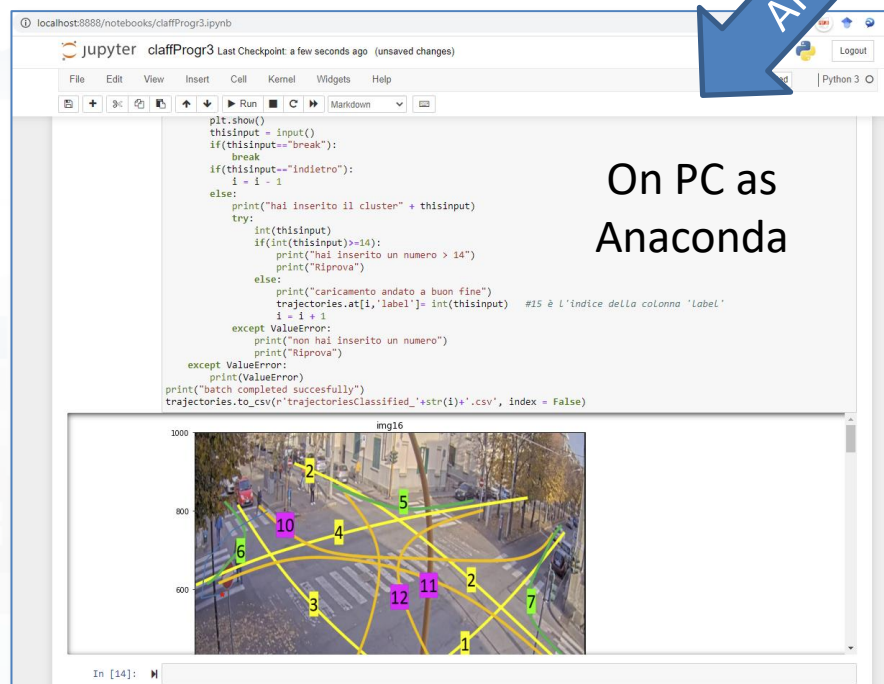 localhost:8888/notebooks/claffProgr3.ipynb
jupyter claffProgr3 Last Checkpoint: a few seconds ago (unsaved changes)
Logout
File Edit View Insert Cell Kernel Widgets Help
Python 3
Run Markdown
plt.show()
thisinput = input()
if(thisinput=="break"):
break
if(thisinput=="indietro"):
i = i - 1
else:
print("hai inserito il cluster" + thisinput)
try:
int(thisinput)
if(int(thisinput)>=14):
print("hai inserito un numero > 14")
print("Riprova")
else:
print("caricamento andato a buon fine")
trajectories.at[i,'label']= int(thisinput) #15 è l'indice della colonna 'label'
i = i + 1
except ValueError:
print("non hai inserito un numero")
print("Riprova")
except ValueError:
print(ValueError)
print("batch completed succesfully")
trajectories.to_csv(r'trajectoriesClassified_'+str(i)+'.csv', index = False)
On PC as
Anaconda
img16
1000
800
600
2
5
10
4
6
2
11
12
3
7
1
In [14]: